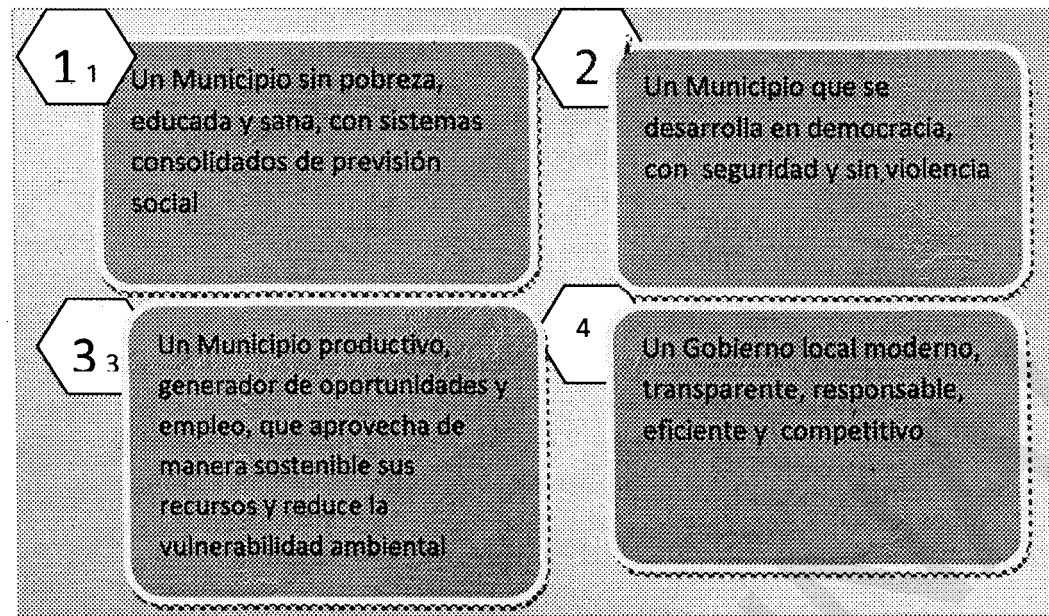 1 1
Un Municipio sin pobreza,
educada y sana, con sistemas
consolidados de previsión
social
2
Un Municipio que se
desarrolla en democracia,
con seguridad y sin violencia
3 3
Un Municipio productivo,
generador de oportunidades y
empleo, que aprovecha de
manera sostenible sus
recursos y reduce la
vulnerabilidad ambiental
4
Un Gobierno local moderno,
transparente, responsable,
eficiente y competitivo